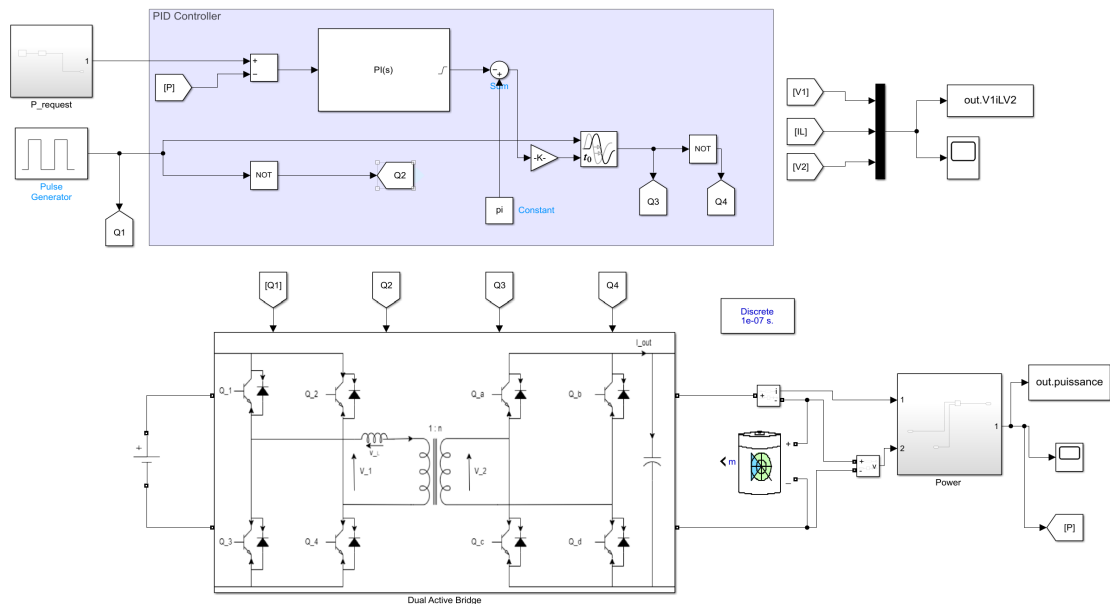 PID Controller
1
P_request
[P]
+
−
PI(s)
−
+
Sum
Pulse
Generator
Q1
NOT
Q2
pi
Constant
-K-
t0
Q3
NOT
Q4
[V1]
[IL]
[V2]
out.V1iLV2
[Q1]
Q2
Q3
Q4
Discrete
1e-07 s.
I_out
Q_1
Q_2
Q_a
Q_b
1 : n
V_1
V_2
Q_3
Q_4
Q_c
Q_d
Dual Active Bridge
+
+
i
-
+
m
_
+
-
v
1
2
1
Power
out.puissance
[P]